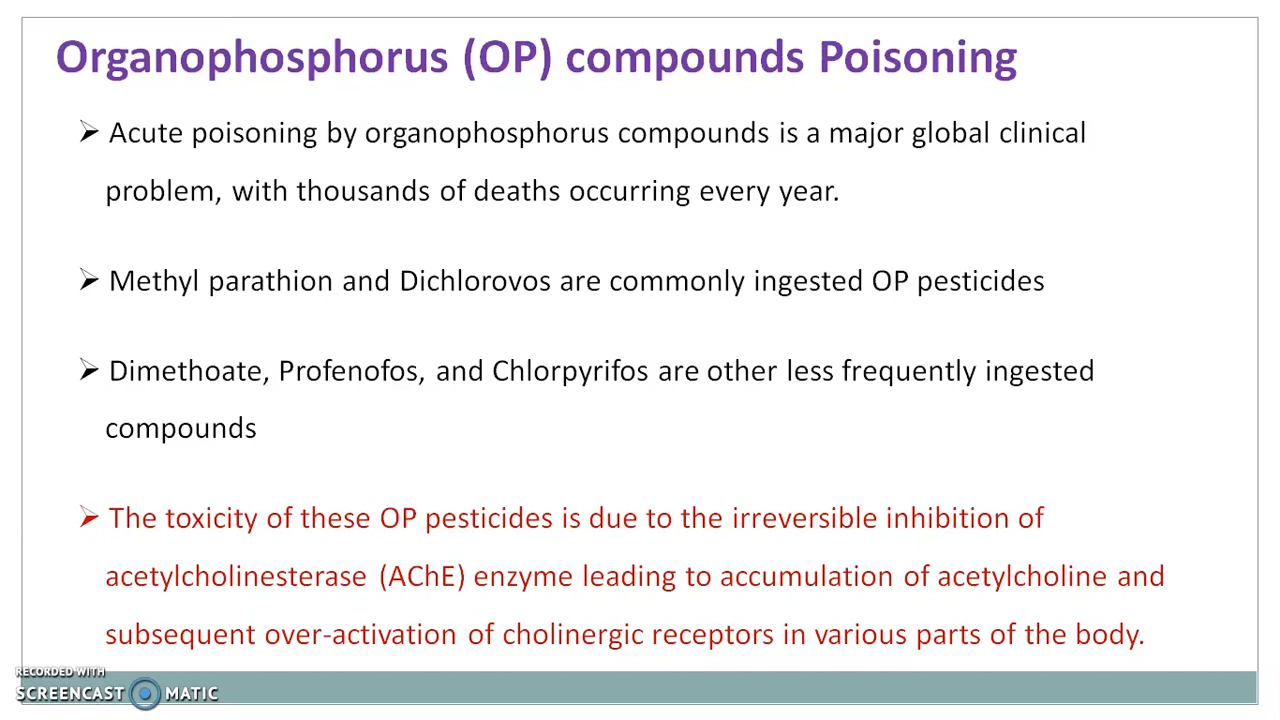 Organophosphorus (OP) compounds Poisoning
➢ Acute poisoning by organophosphorus compounds is a major global clinical
problem, with thousands of deaths occurring every year.
➢ Methyl parathion and Dichlorovos are commonly ingested OP pesticides
➢ Dimethoate, Profenofos, and Chlorpyrifos are other less frequently ingested
compounds
➢ The toxicity of these OP pesticides is due to the irreversible inhibition of
acetylcholinesterase (AChE) enzyme leading to accumulation of acetylcholine and
subsequent over-activation of cholinergic receptors in various parts of the body.
RECORDED WITH
SCREENCAST MATIC